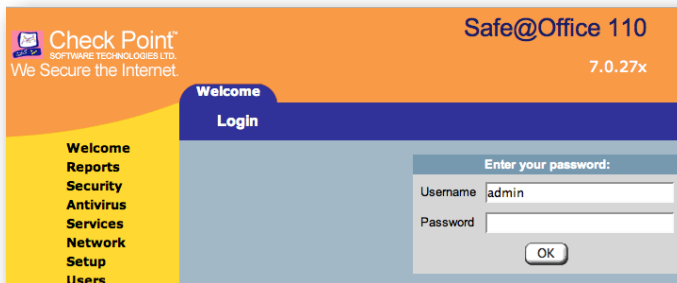 Check Point™
SOFTWARE TECHNOLOGIES LTD.
We Secure the Internet.
Safe@Office 110
7.0.27x
Welcome
Login
Welcome
Reports
Security
Antivirus
Services
Network
Setup
Users
Enter your password:
Username admin
Password
OK